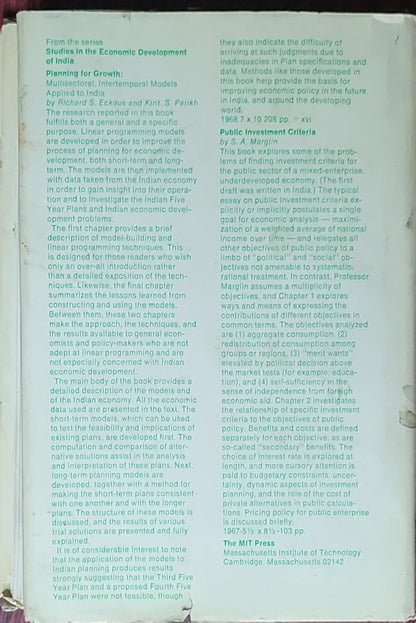 From the series
Studies in the Economic Development
of India
Planning for Growth:
Multisectoral, Intertemporal Models
Applied to India
by Richard S. Eckaus and Kirit S. Parikh
The research reported in this book
fulfills both a general and a specific
purpose. Linear programming models
are developed in order to improve the
process of planning for economic de-
velopment, both short-term and long-
term. The models are then implemented
with data taken from the Indian economy
in order to gain insight into their opera-
tion and to investigate the Indian Five
Year Plans and Indian economic devel-
opment problems.
The first chapter provides a brief
description of model-building and
linear programming techniques. This
is designed for those readers who wish
only an over-all introduction rather
than a detailed exposition of the tech-
niques. Likewise, the final chapter
summarizes the lessons learned from
constructing and using the models.
Between them, these two chapters
make the approach, the techniques, and
the results available to general econ-
omists and policy-makers who are not
adept at linear programming and are
not especially concerned with Indian
economic development.
The main body of the book provides a
detailed description of the models and
of the Indian economy. All the economic
data used are presented in the text. The
short-term models, which can be used
to test the feasibility and implications of
existing plans, are developed first. The
computation and comparison of alter-
native solutions assist in the analysis
and interpretation of these plans. Next,
long-term planning models are
developed, together with a method for
making the short-term plans consistent
with one another and with the longer
plans. The structure of these models is
discussed, and the results of various
trial solutions are presented and fully
explained.
It is of considerable interest to note
that the application of the models to
Indian planning produces results
strongly suggesting that the Third Five
Year Plan and a proposed Fourth Five
Year Plan were not feasible, though
they also indicate the difficulty of
arriving at such judgments due to
inadequacies in Plan specifications and
data. Methods like those developed in
this book help provide the basis for
improving economic policy in the future,
in India, and around the developing
world.
1968 7 x 10 208 pp. + xvi
Public Investment Criteria
by S. A. Marglin
This book explores some of the prob-
lems of finding investment criteria for
the public sector of a mixed-enterprise,
underdeveloped economy. (The first
draft was written in India.) The typical
essay on public investment criteria ex-
plicitly or implicitly postulates a single
goal for economic analysis — maximi-
zation of a weighted average of national
income over time — and relegates all
other objectives of public policy to a
limbo of "political" and "social" ob-
jectives not amenable to systematic,
rational treatment. In contrast, Professor
Marglin assumes a multiplicity of
objectives, and Chapter 1 explores
ways and means of expressing the
contributions of different objectives in
common terms. The objectives analyzed
are (1) aggregate consumption, (2)
redistribution of consumption among
groups or regions, (3) "merit wants"
elevated by political decision above
the market tests (for example, educa-
tion), and (4) self-sufficiency in the
sense of independence from foreign
economic aid. Chapter 2 investigates
the relationship of specific investment
criteria to the objectives of public
policy. Benefits and costs are defined
separately for each objective, as are
so-called "secondary" benefits. The
choice of interest rate is explored at
length, and more cursory attention is
paid to budgetary constraints, uncer-
tainty, dynamic aspects of investment
planning, and the role of the cost of
private alternatives in public calcula-
tions. Pricing policy for public enterprise
is discussed briefly.
1967-5½ x 8½-103 pp.
The MIT Press
Massachusetts Institute of Technology
Cambridge, Massachusetts 02142